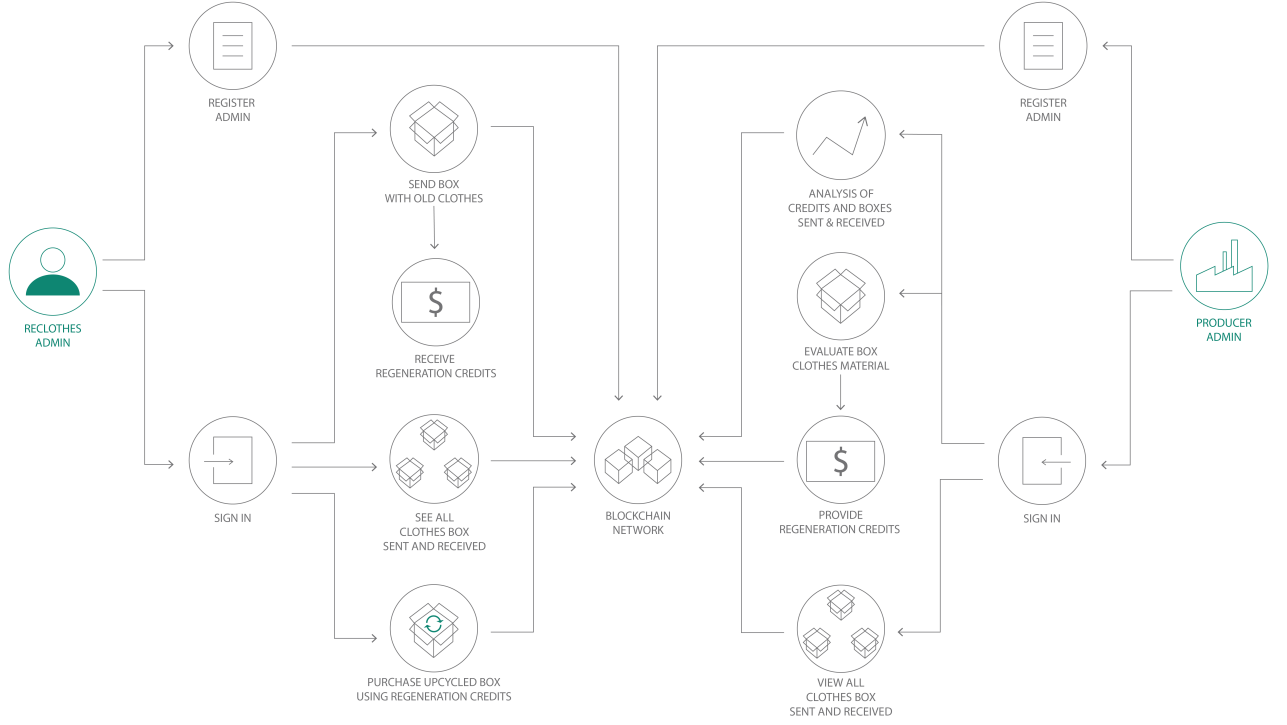 REGISTER
ADMIN
REGISTER
ADMIN
SEND BOX
WITH OLD CLOTHES
ANALYSIS OF
CREDITS AND BOXES
SENT & RECEIVED
RECLOTHES
ADMIN
$
RECEIVE
REGENERATION CREDITS
EVALUATE BOX
CLOTHES MATERIAL
PRODUCER
ADMIN
SIGN IN
SEE ALL
CLOTHES BOX
SENT AND RECEIVED
BLOCKCHAIN
NETWORK
$
PROVIDE
REGENERATION CREDITS
SIGN IN
PURCHASE UPCYCLED BOX
USING REGENERATION CREDITS
VIEW ALL
CLOTHES BOX
SENT AND RECEIVED